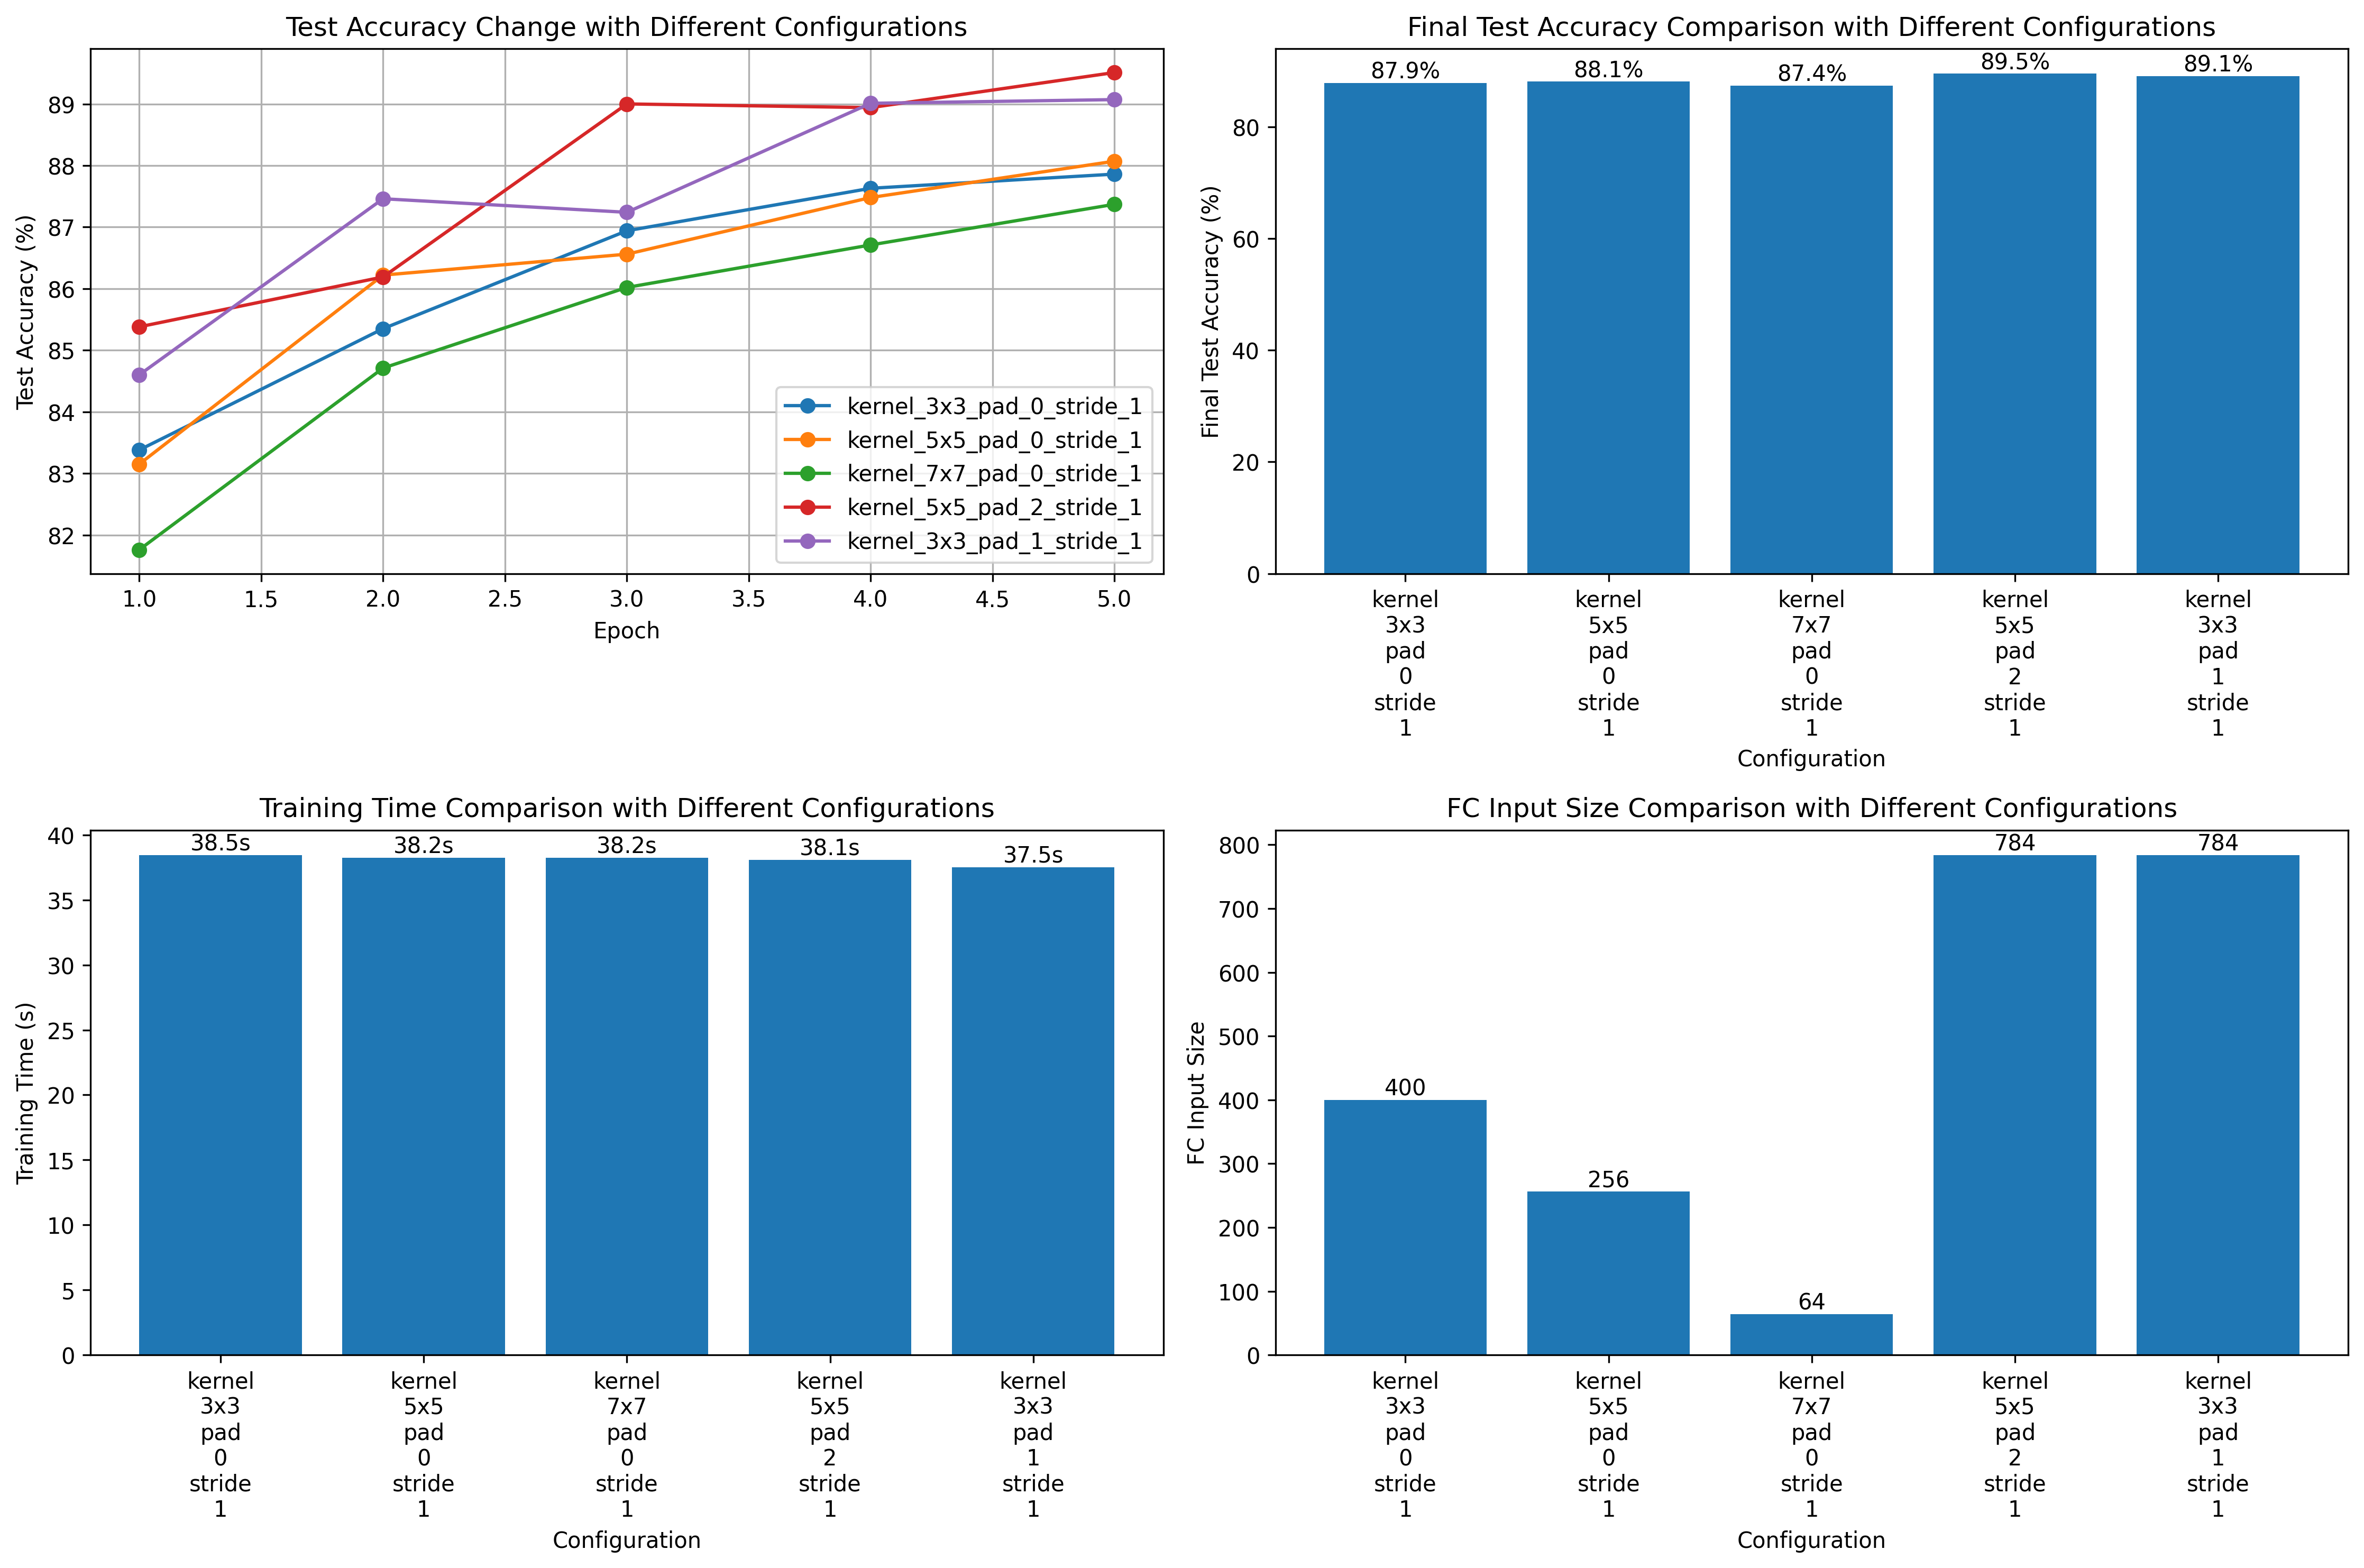 Test Accuracy Change with Different Configurations
Test Accuracy (%)
89
88
87
86
85
84
83
82
kernel_3x3_pad_0_stride_1
kernel_5x5_pad_0_stride_1
kernel_7x7_pad_0_stride_1
kernel_5x5_pad_2_stride_1
kernel_3x3_pad_1_stride_1
1.0 1.5 2.0 2.5 3.0 3.5 4.0 4.5 5.0
Epoch
Final Test Accuracy Comparison with Different Configurations
Final Test Accuracy (%)
87.9% 88.1% 87.4% 89.5% 89.1%
80
60
40
20
0
kernel kernel kernel kernel kernel
3x3 5x5 7x7 5x5 3x3
pad pad pad pad pad
0 0 0 2 1
stride stride stride stride stride
1 1 1 1 1
Configuration
Training Time Comparison with Different Configurations
Training Time (s)
40
38.5s 38.2s 38.2s 38.1s 37.5s
35
30
25
20
15
10
5
0
kernel kernel kernel kernel kernel
3x3 5x5 7x7 5x5 3x3
pad pad pad pad pad
0 0 0 2 1
stride stride stride stride stride
1 1 1 1 1
Configuration
FC Input Size Comparison with Different Configurations
FC Input Size
800
784 784
700
600
500
400
400
300
256
200
100
64
0
kernel kernel kernel kernel kernel
3x3 5x5 7x7 5x5 3x3
pad pad pad pad pad
0 0 0 2 1
stride stride stride stride stride
1 1 1 1 1
Configuration